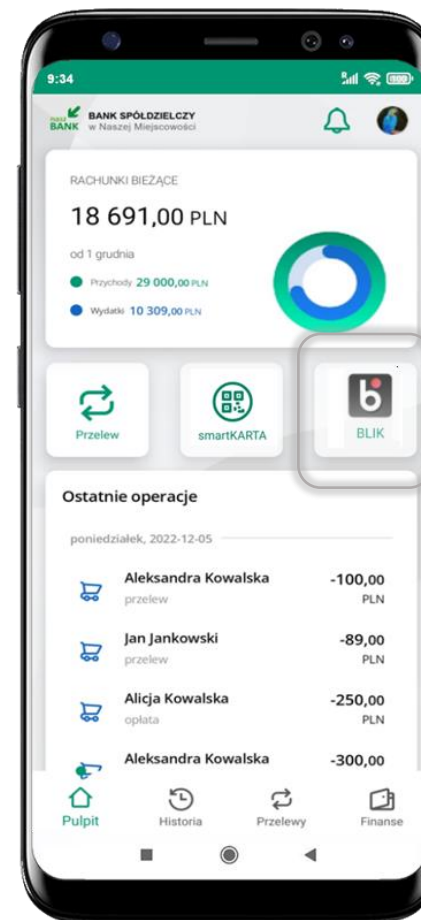 9:34
nasz
BANK
BANK SPÓŁDZIELCZY
w Naszej Miejscowości
RACHUNKI BIEŻĄCE
18 691,00 PLN
od 1 grudnia
Przychody 29 000,00 PLN
Wydatki 10 309,00 PLN
Przelew
smartKARTA
BLIK
Ostatnie operacje
poniedziałek, 2022-12-05
Aleksandra Kowalska -100,00
przelew PLN
Jan Jankowski -89,00
przelew PLN
Alicja Kowalska -250,00
opłata PLN
Aleksandra Kowalska -300,00
Pulpit Historia Przelewy Finanse